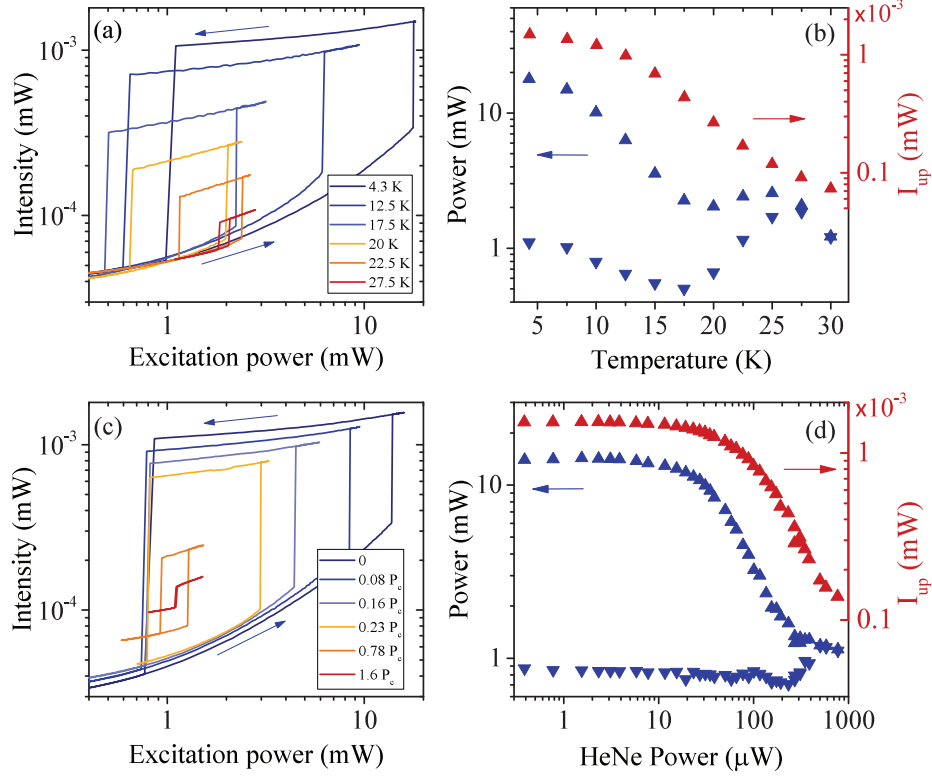 (a)
Intensity (mW)
10⁻³
10⁻⁴
1
10
Excitation power (mW)
4.3 K
12.5 K
17.5 K
20 K
22.5 K
27.5 K
(b)
Power (mW)
10
1
5
10
15
20
25
30
Temperature (K)
x10⁻³
1
0.1
I_up (mW)
(c)
Intensity (mW)
10⁻³
10⁻⁴
1
10
Excitation power (mW)
0
0.08 P_c
0.16 P_c
0.23 P_c
0.78 P_c
1.6 P_c
(d)
Power (mW)
10
1
1
10
100
1000
HeNe Power (μW)
x10⁻³
1
0.1
I_up (mW)